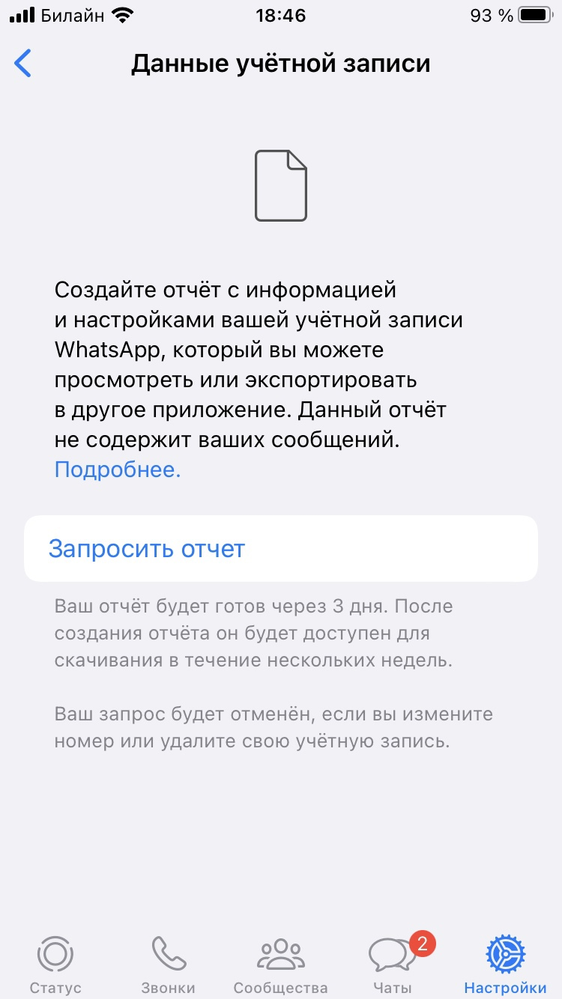 Билайн 18:46 93 %
Данные учётной записи
Создайте отчёт с информацией
и настройками вашей учётной записи
WhatsApp, который вы можете
просмотреть или экспортировать
в другое приложение. Данный отчёт
не содержит ваших сообщений.
Подробнее.
Запросить отчет
Ваш отчёт будет готов через 3 дня. После
создания отчёта он будет доступен для
скачивания в течение нескольких недель.
Ваш запрос будет отменён, если вы измените
номер или удалите свою учётную запись.
2
Статус Звонки Сообщества Чаты Настройки